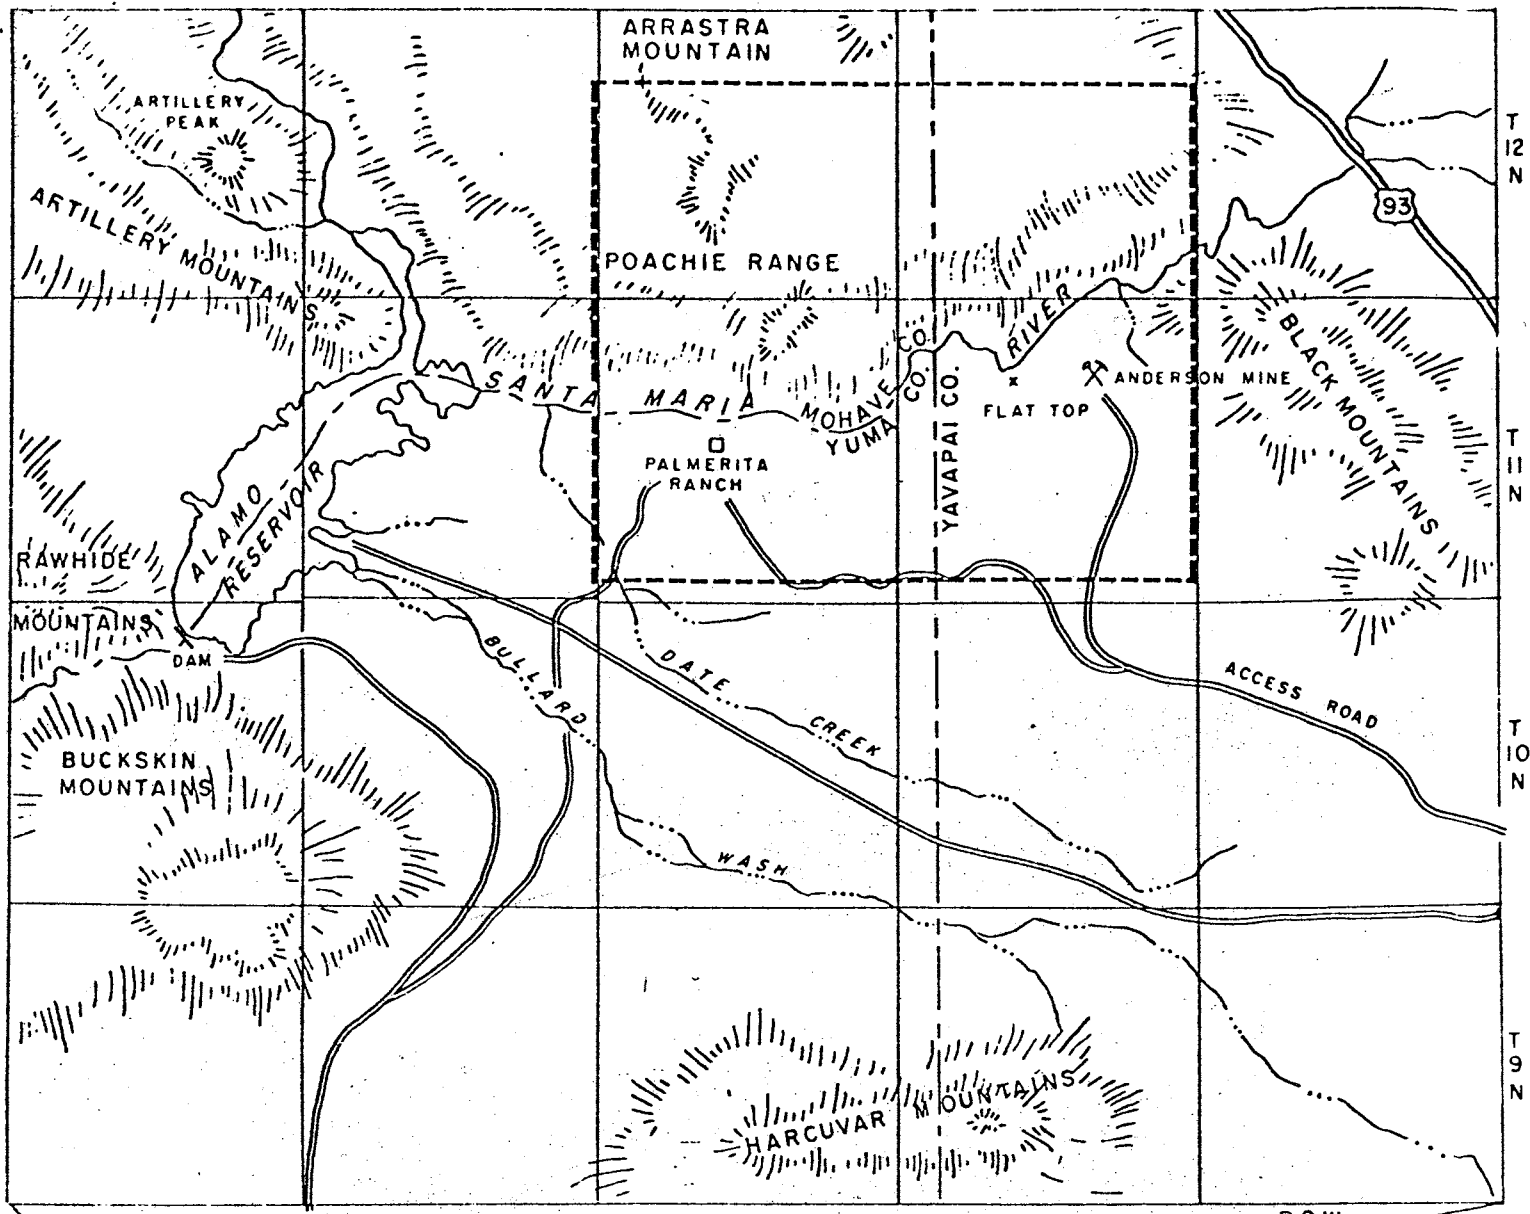 ARRASTRA
MOUNTAIN
ARTILLERY
PEAK
T
12
N
93
ARTILLERY MOUNTAINS
POACHIE RANGE
RIVER
CO.
CO.
BLACK MOUNTAINS
SANTA MARIA
MOHAVE
YUMA
YAVAPAI CO.
x
ANDERSON MINE
FLAT TOP
PALMERITA
RANCH
T
11
N
ALAMO
RESERVOIR
RAWHIDE
MOUNTAINS
DAM
BULLARD
DATE
CREEK
ACCESS ROAD
T
10
N
BUCKSKIN
MOUNTAINS
WASH
T
9
N
HARCUVAR MOUNTAINS